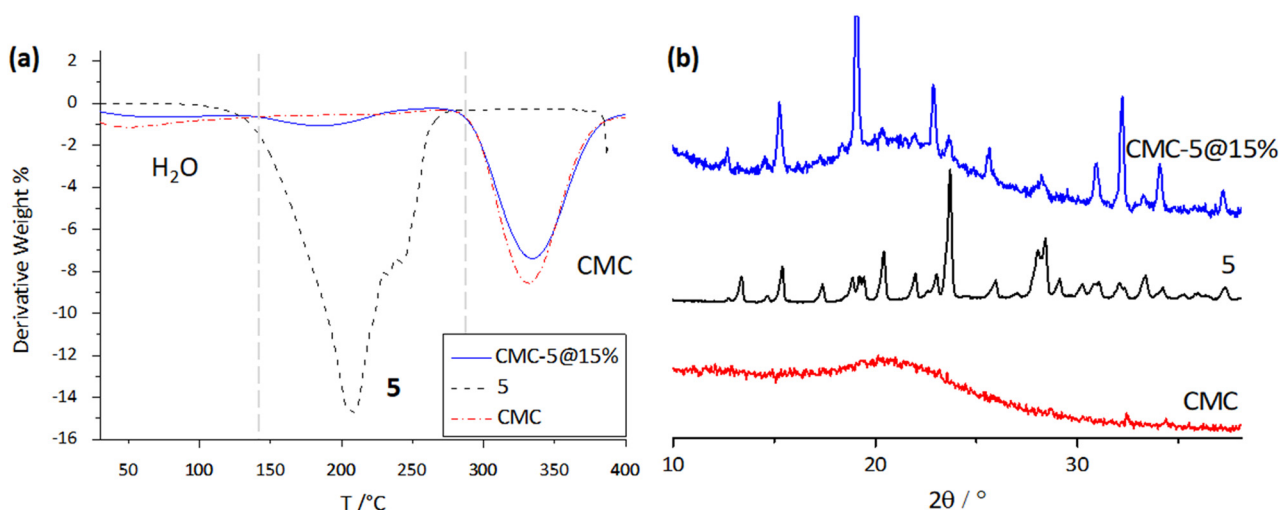 (a)
2
0
-2
-4
-6
-8
-10
-12
-14
-16
Derivative Weight %
H₂O
5
CMC
CMC-5@15%
5
CMC
50 100 150 200 250 300 350 400
T /°C
(b)
CMC-5@15%
5
CMC
10 20 30
2θ / °